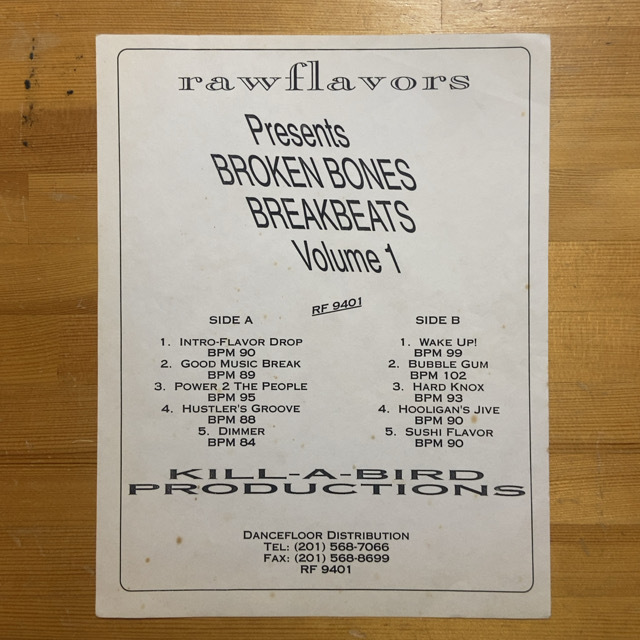 rawflavors
Presents
BROKEN BONES
BREAKBEATS
Volume 1
RF 9401
SIDE A
1. INTRO-FLAVOR DROP
BPM 90
2. GOOD MUSIC BREAK
BPM 89
3. POWER 2 THE PEOPLE
BPM 95
4. HUSTLER'S GROOVE
BPM 88
5. DIMMER
BPM 84
SIDE B
1. WAKE UP!
BPM 99
2. BUBBLE GUM
BPM 102
3. HARD KNOX
BPM 93
4. HOOLIGAN'S JIVE
BPM 90
5. SUSHI FLAVOR
BPM 90
KILL-A-BIRD
PRODUCTIONS
DANCEFLOOR DISTRIBUTION
TEL: (201) 568-7066
FAX: (201) 568-8699
RF 9401